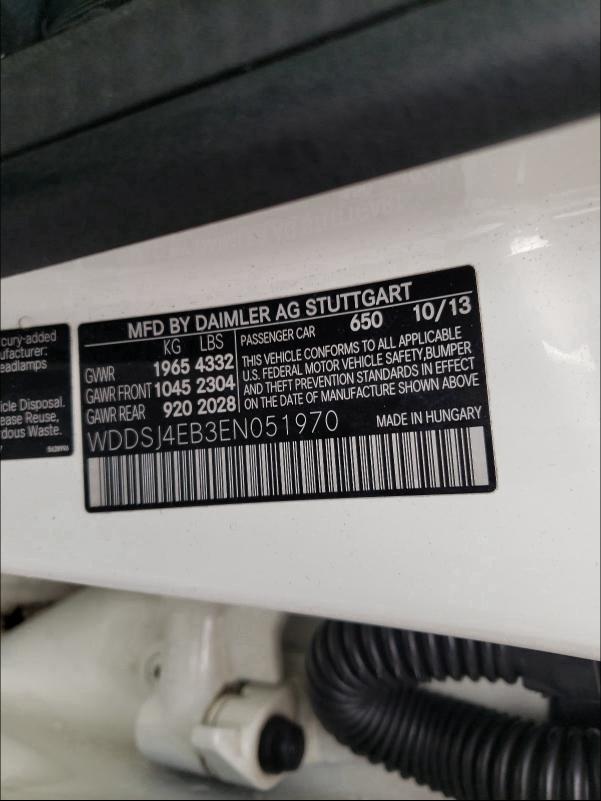 cury-added
ufacturer:
eadlamps
icle Disposal.
ease Reuse,
dous Waste.
MFD BY DAIMLER AG STUTTGART
KG LBS
GVWR 1965 4332
GAWR FRONT 1045 2304
GAWR REAR 920 2028
PASSENGER CAR 650 10/13
THIS VEHICLE CONFORMS TO ALL APPLICABLE
U.S. FEDERAL MOTOR VEHICLE SAFETY, BUMPER
AND THEFT PREVENTION STANDARDS IN EFFECT
ON THE DATE OF MANUFACTURE SHOWN ABOVE
WDDSJ4EB3EN051970
MADE IN HUNGARY